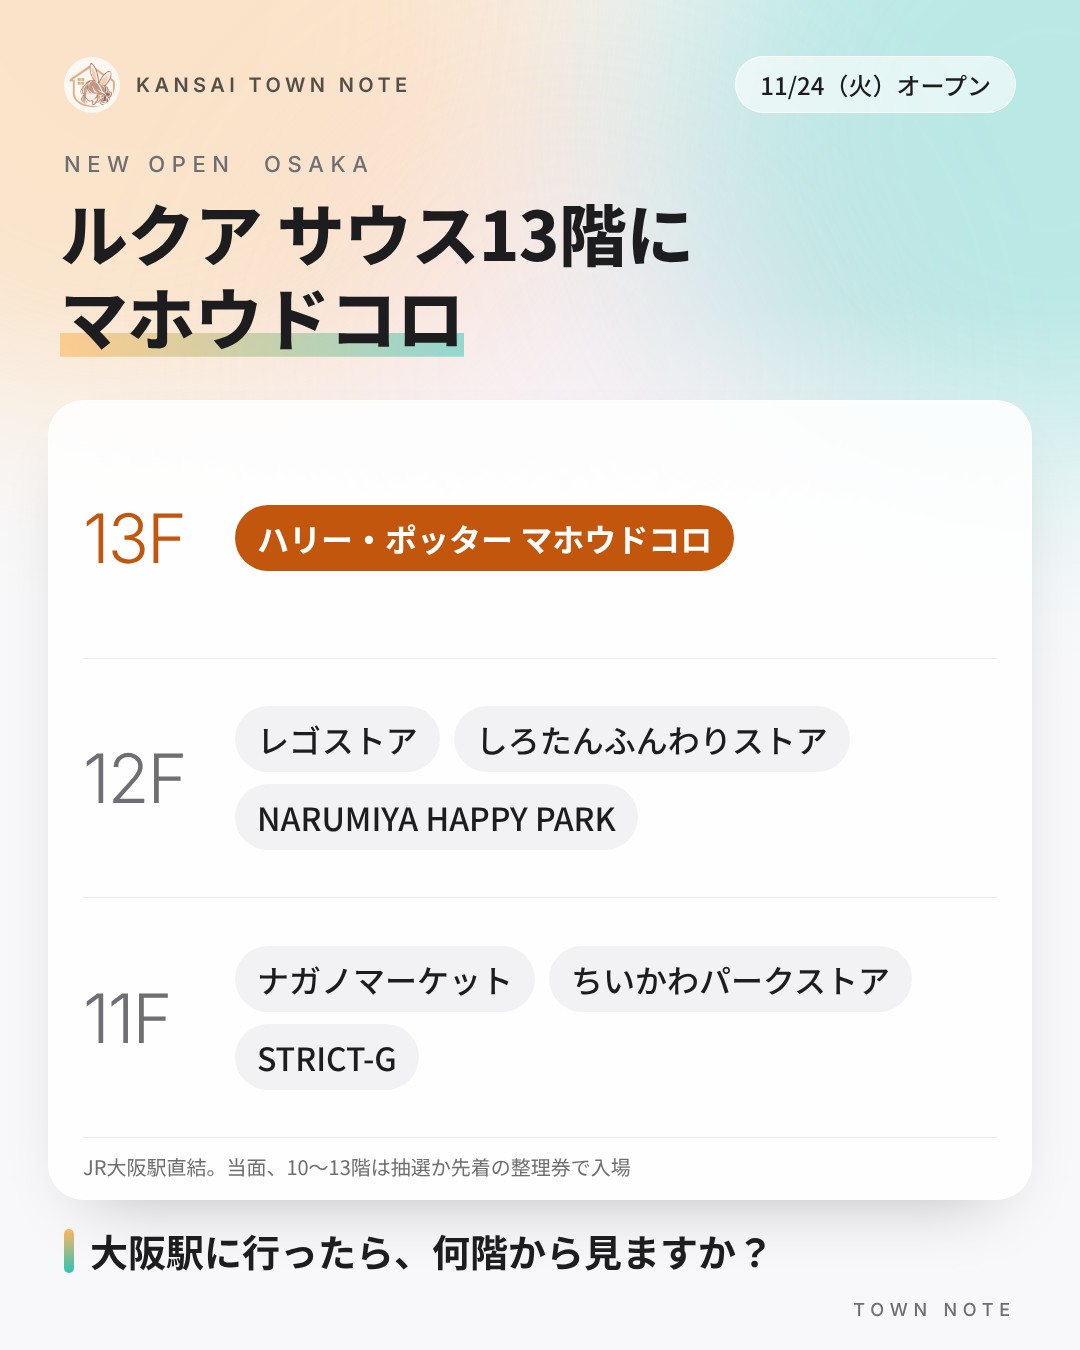 KANSAI TOWN NOTE
11/24（火）オープン
NEW OPEN OSAKA
ルクア サウス13階に
マホウドコロ
13F
ハリー・ポッター マホウドコロ
12F
レゴストア
しろたんふんわりストア
NARUMIYA HAPPY PARK
11F
ナガノマーケット
ちいかわパークストア
STRICT-G
JR大阪駅直結。当面、10〜13階は抽選か先着の整理券で入場
大阪駅に行ったら、何階から見ますか？
TOWN NOTE